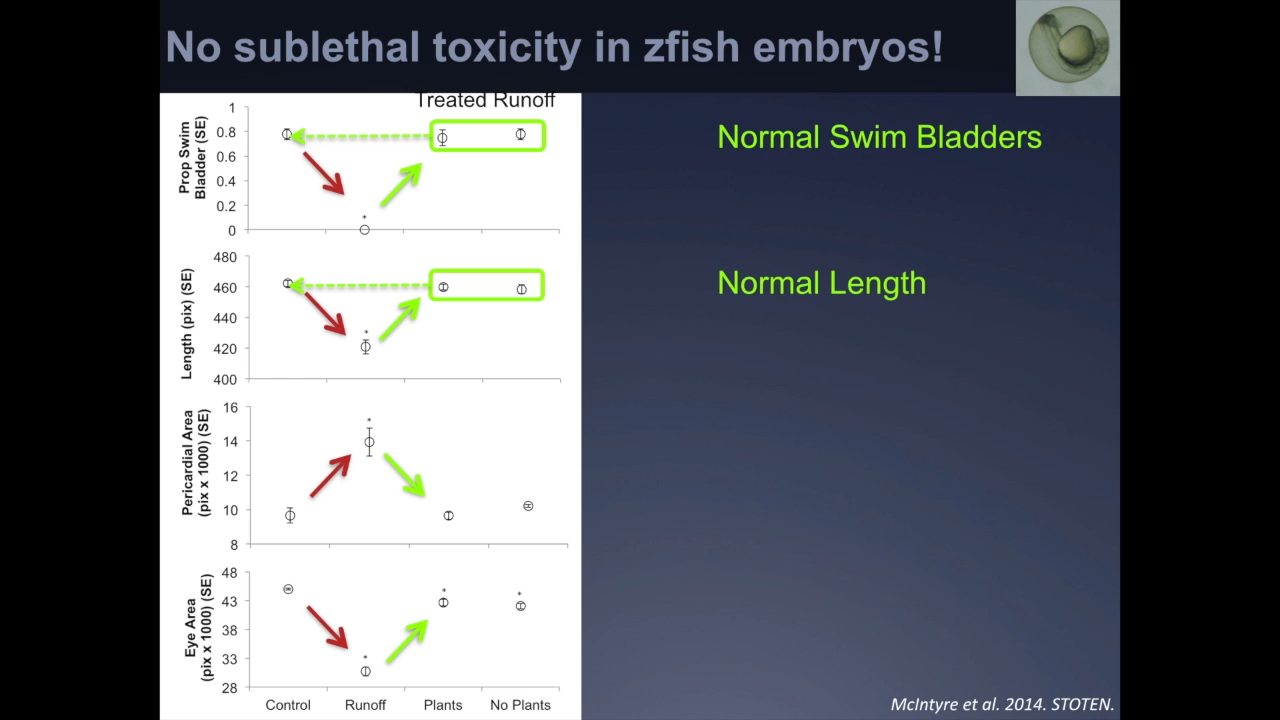 No sublethal toxicity in zfish embryos!
Treated Runoff
Prop Swim
Bladder (SE)
1
0.8
0.6
0.4
0.2
0
*
Normal Swim Bladders
Length (pix) (SE)
480
460
440
420
400
*
Normal Length
Pericardial Area
(pix x 1000) (SE)
16
14
12
10
8
*
Eye Area
(pix x 1000) (SE)
48
43
38
33
28
*
*
*
Control Runoff Plants No Plants
McIntyre et al. 2014. STOTEN.